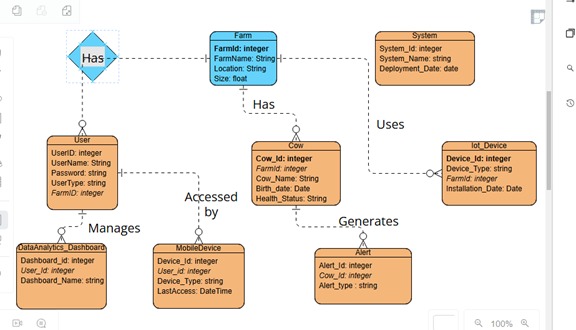 Has
Farm
FarmId: integer
FarmName: String
Location: String
Size: float
System
System_Id: integer
System_Name: string
Deployment_Date: date
Has
Uses
User
UserID: integer
UserName: String
Password: string
UserType: string
FarmID: integer
Cow
Cow_Id: integer
FarmId: integer
Cow_Name: String
Birth_date: Date
Health_Status: String
Iot_Device
Device_Id: integer
Device_Type: string
FarmId: integer
Installation_Date: Date
Accessed
by
Manages
Generates
DataAnalytics_Dashboard
Dashboard_id: integer
User_Id: integer
Dashboard_Name: string
MobileDevice
Device_Id: Integer
User_id: integer
Device_Type: string
LastAccess: DateTime
Alert
Alert_Id: integer
Cow_Id: integer
Alert_type : string
100%